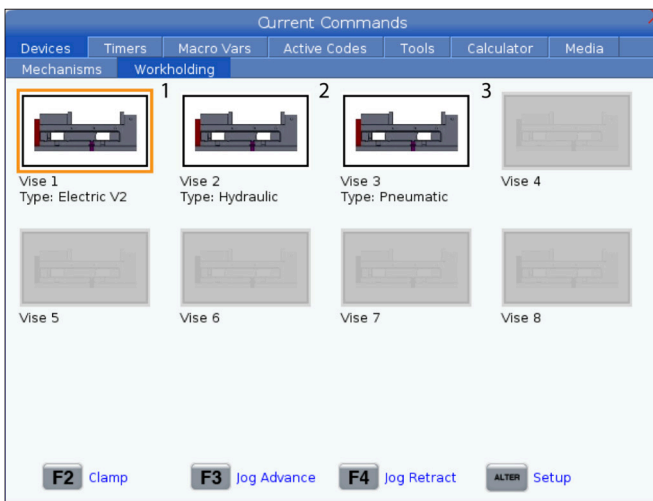 Current Commands
Devices Timers Macro Vars Active Codes Tools Calculator Media
Mechanisms Workholding
1 2 3
Vise 1 Vise 2 Vise 3 Vise 4
Type: Electric V2 Type: Hydraulic Type: Pneumatic
Vise 5 Vise 6 Vise 7 Vise 8
F2 Clamp F3 Jog Advance F4 Jog Retract ALTER Setup